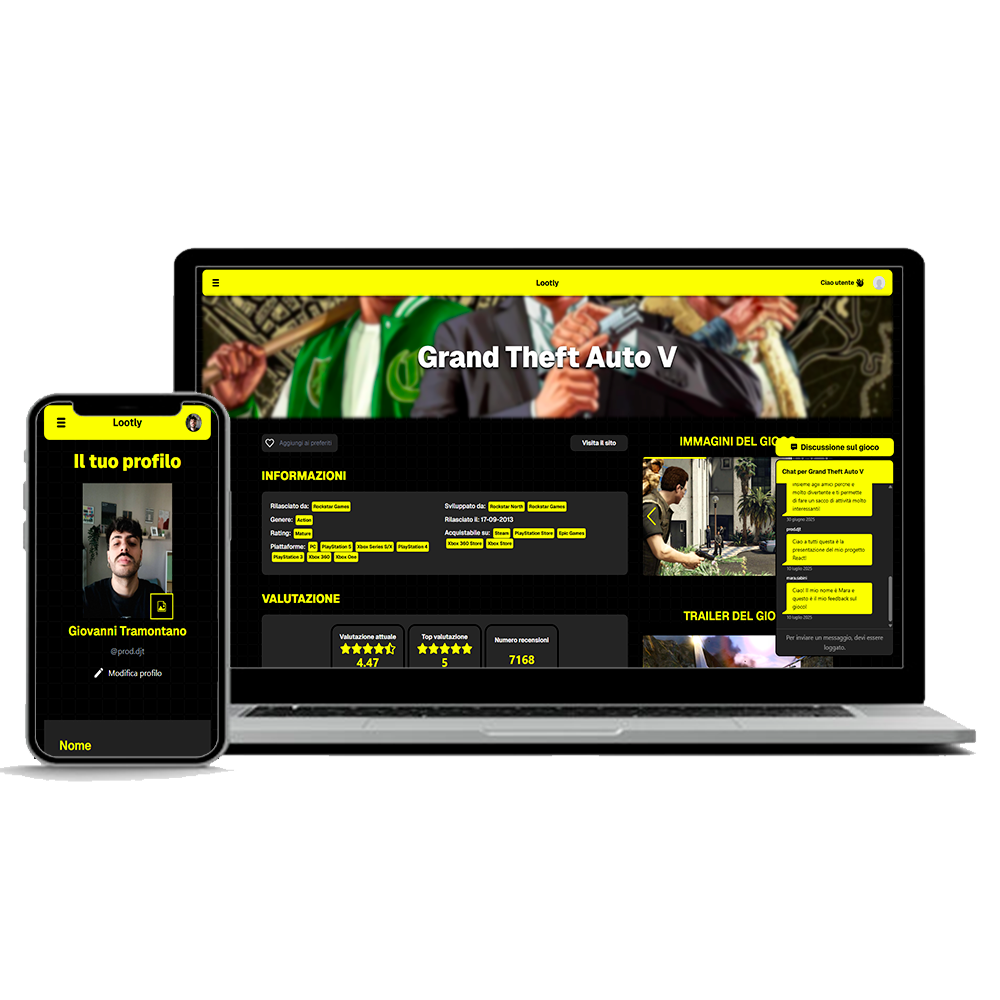 Lootly
Ciao utente
Grand Theft Auto V
Aggiungi ai preferiti
Visita il sito
INFORMAZIONI
Rilasciato da: Rockstar Games
Genere: Action
Rating: Mature
Piattaforme: PC PlayStation 5 Xbox Series S/X PlayStation 4
PlayStation 3 Xbox 360 Xbox One
Sviluppato da: Rockstar North Rockstar Games
Rilasciato il: 17-09-2013
Acquistabile su: Steam PlayStation Store Epic Games
Xbox 360 Store Xbox Store
VALUTAZIONE
Valutazione attuale
4.47
Top valutazione
5
Numero recensioni
7168
IMMAGINI DEL GIOCO
TRAILER DEL GIO
Discussione sul gioco
Chat per Grand Theft Auto V
insieme agli amici perché è
molto divertente e ti permette
di fare un sacco di attività molto
interessanti!
30 giugno 2025
prod.djt
Ciao a tutti questa è la
presentazione del mio progetto
React!
10 luglio 2025
mara.rabini
Ciao! Il mio nome è Mara e
questo è il mio feedback sul
gioco!
10 luglio 2025
Per inviare un messaggio, devi essere
loggato.
Lootly
Il tuo profilo
Giovanni Tramontano
@prod.djt
Modifica profilo
Nome